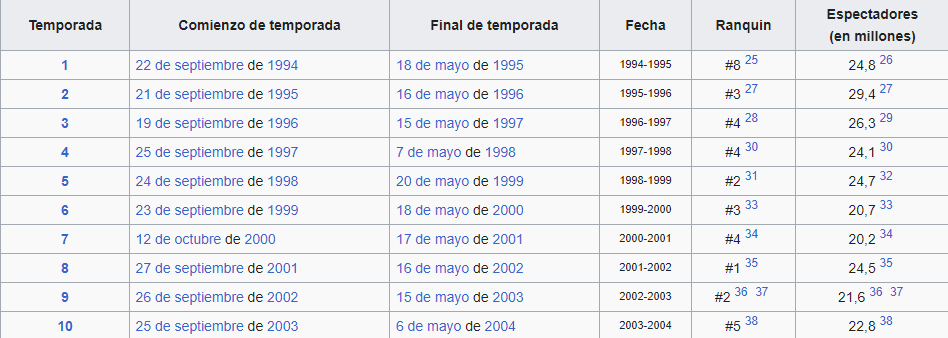 Temporada Comienzo de temporada Final de temporada Fecha Ranquin Espectadores (en millones)
1 22 de septiembre de 1994 18 de mayo de 1995 1994-1995 #8 25 24,8 26
2 21 de septiembre de 1995 16 de mayo de 1996 1995-1996 #3 27 29,4 27
3 19 de septiembre de 1996 15 de mayo de 1997 1996-1997 #4 28 26,3 29
4 25 de septiembre de 1997 7 de mayo de 1998 1997-1998 #4 30 24,1 30
5 24 de septiembre de 1998 20 de mayo de 1999 1998-1999 #2 31 24,7 32
6 23 de septiembre de 1999 18 de mayo de 2000 1999-2000 #3 33 20,7 33
7 12 de octubre de 2000 17 de mayo de 2001 2000-2001 #4 34 20,2 34
8 27 de septiembre de 2001 16 de mayo de 2002 2001-2002 #1 35 24,5 35
9 26 de septiembre de 2002 15 de mayo de 2003 2002-2003 #2 36 37 21,6 36 37
10 25 de septiembre de 2003 6 de mayo de 2004 2003-2004 #5 38 22,8 38